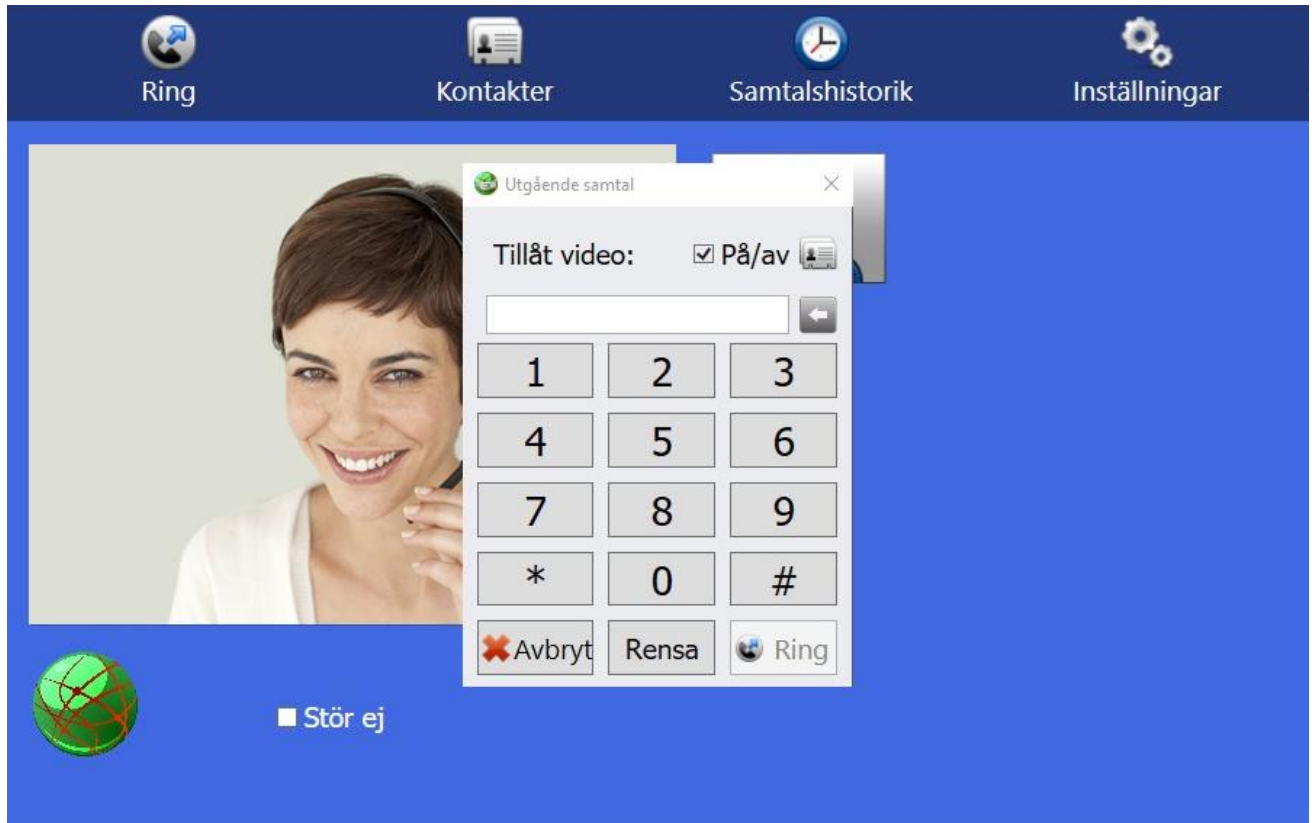 Ring
Kontakter
Samtalshistorik
Inställningar
Utgående samtal
Tillåt video:
På/av
1 2 3
4 5 6
7 8 9
* 0 #
Avbryt Rensa Ring
Stör ej